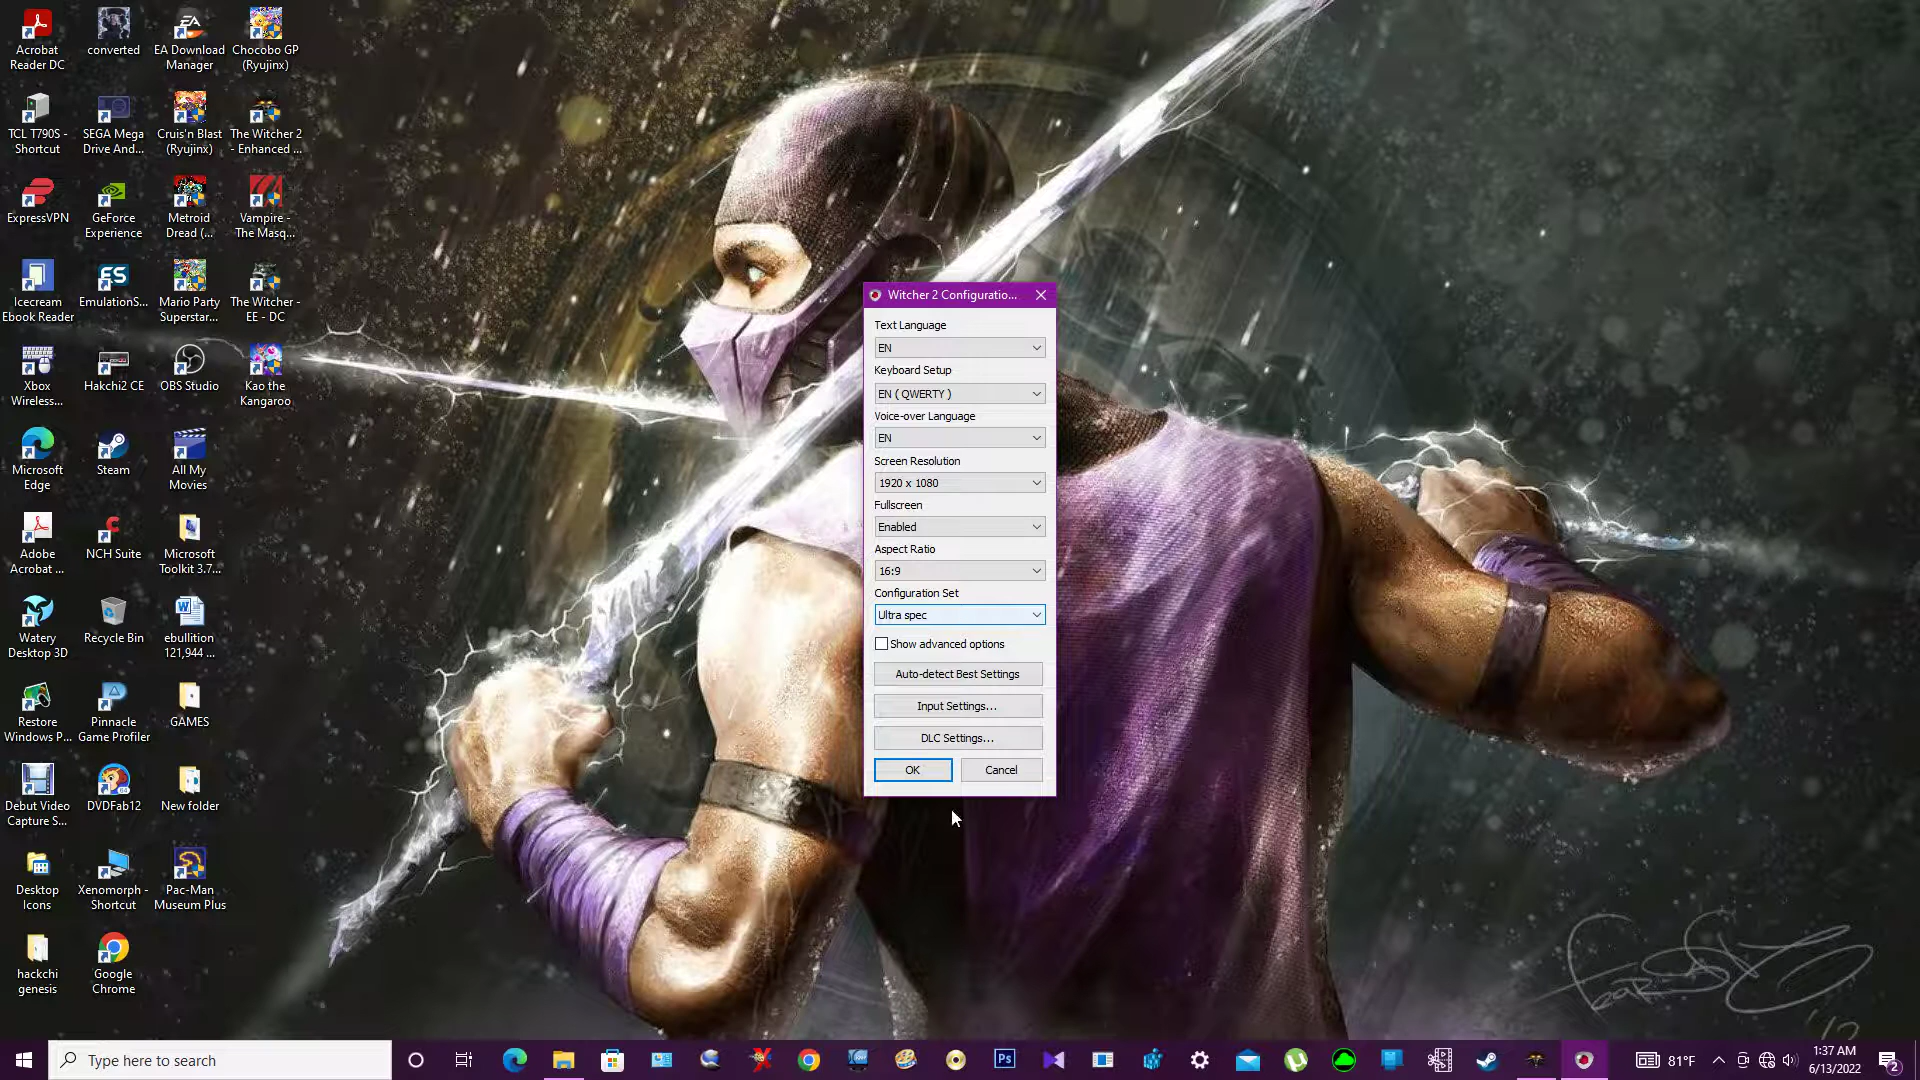 Acrobat
Reader DC
converted
EA Download
Manager
Chocobo GP
(Ryujinx)
TCL T790S -
Shortcut
SEGA Mega
Drive And...
Cruis'n Blast
(Ryujinx)
The Witcher 2
- Enhanced ...
ExpressVPN
GeForce
Experience
Metroid
Dread (...
Vampire -
The Masq...
Icecream
Ebook Reader
EmulationS...
Mario Party
Superstar...
The Witcher -
EE - DC
Xbox
Wireless...
Hakchi2 CE
OBS Studio
Kao the
Kangaroo
Microsoft
Edge
Steam
All My
Movies
Adobe
Acrobat ...
NCH Suite
Microsoft
Toolkit 3.7...
Watery
Desktop 3D
Recycle Bin
ebullition
121,944 ...
Restore
Windows P...
Pinnacle
Game Profiler
GAMES
Debut Video
Capture S...
DVDFab12
New folder
Desktop
Icons
Xenomorph -
Shortcut
Pac-Man
Museum Plus
hackchi
genesis
Google
Chrome
Witcher 2 Configuratio...
Text Language
EN
Keyboard Setup
EN ( QWERTY )
Voice-over Language
EN
Screen Resolution
1920 x 1080
Fullscreen
Enabled
Aspect Ratio
16:9
Configuration Set
Ultra spec
Show advanced options
Auto-detect Best Settings
Input Settings...
DLC Settings...
OK
Cancel
Type here to search
Ps
81°F
1:37 AM
6/13/2022
2